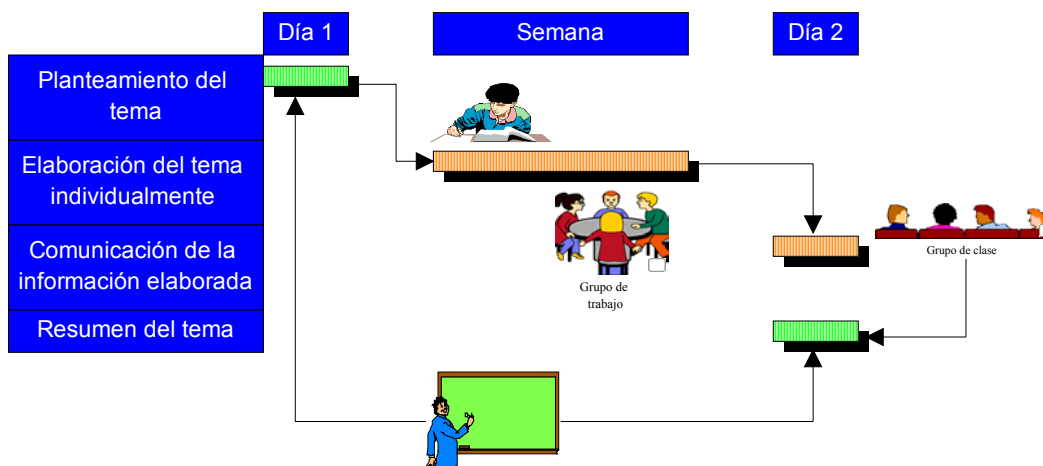 Día 1
Semana
Día 2
Planteamiento del
tema
Elaboración del tema
individualmente
Comunicación de la
información elaborada
Resumen del tema
Grupo de
trabajo
Grupo de clase